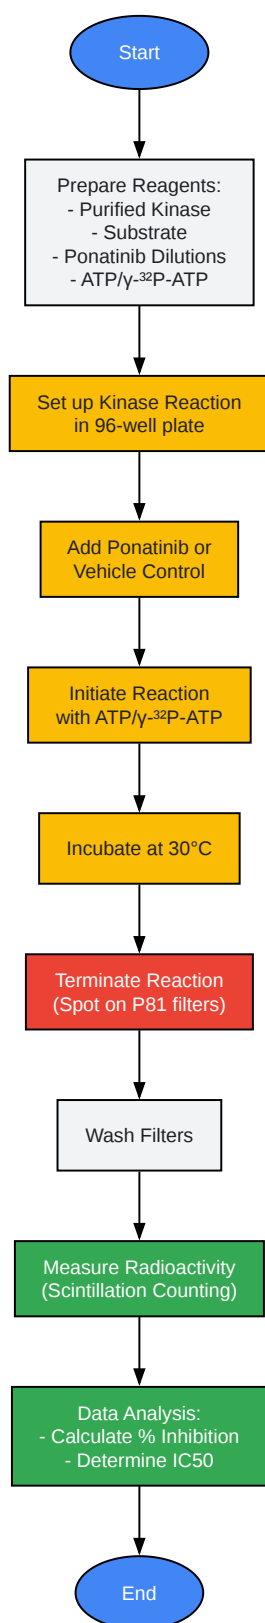 Start
Prepare Reagents:
- Purified Kinase
- Substrate
- Ponatinib Dilutions
- ATP/γ-³²P-ATP
Set up Kinase Reaction
in 96-well plate
Add Ponatinib or
Vehicle Control
Initiate Reaction
with ATP/γ-³²P-ATP
Incubate at 30°C
Terminate Reaction
(Spot on P81 filters)
Wash Filters
Measure Radioactivity
(Scintillation Counting)
Data Analysis:
- Calculate % Inhibition
- Determine IC50
End